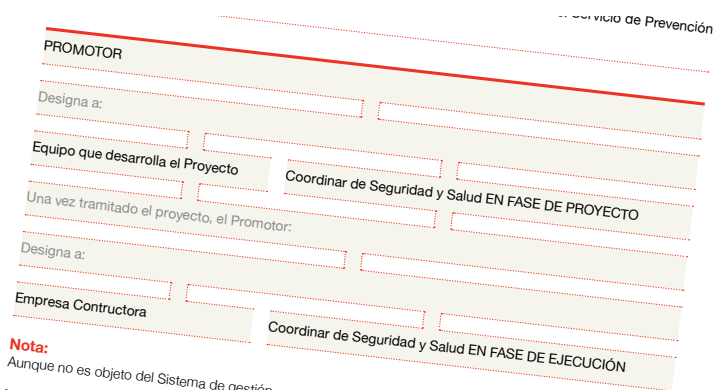 Servicio de Prevención
PROMOTOR
Designa a:
Equipo que desarrolla el Proyecto
Coordinar de Seguridad y Salud EN FASE DE PROYECTO
Una vez tramitado el proyecto, el Promotor:
Designa a:
Empresa Contructora
Coordinar de Seguridad y Salud EN FASE DE EJECUCIÓN
Nota:
Aunque no es objeto del Sistema de gestión